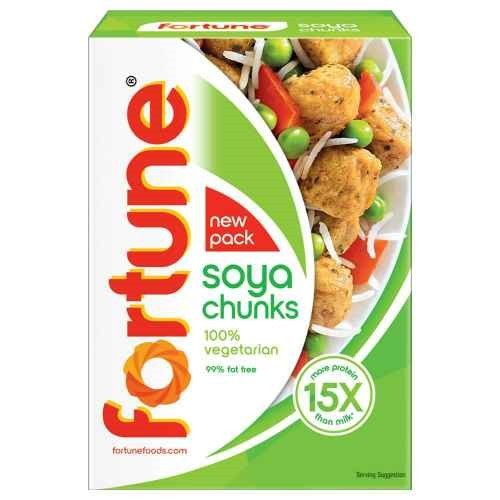 fortune
soya
chunks
fortune®
new
pack
soya
chunks
100%
vegetarian
99% fat free
more protein
15X
than milk*
fortunefoods.com
Serving Suggestion